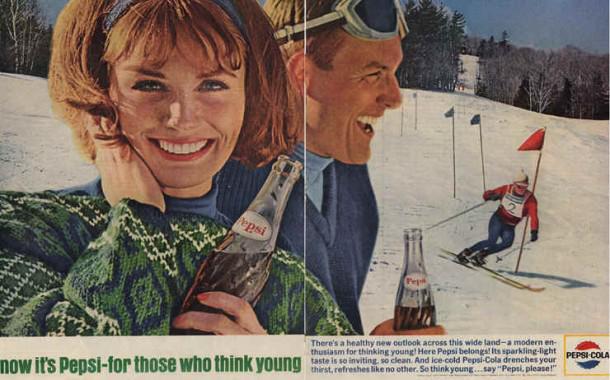 Pepsi
Pepsi
2
now it's Pepsi-for those who think young
There's a healthy new outlook across this wide land—a modern en-
thusiasm for thinking young! Here Pepsi belongs! Its sparkling-light
taste is so inviting, so clean. And ice-cold Pepsi-Cola drenches your
thirst, refreshes like no other. So think young...say "Pepsi, please!"
PEPSI-COLA